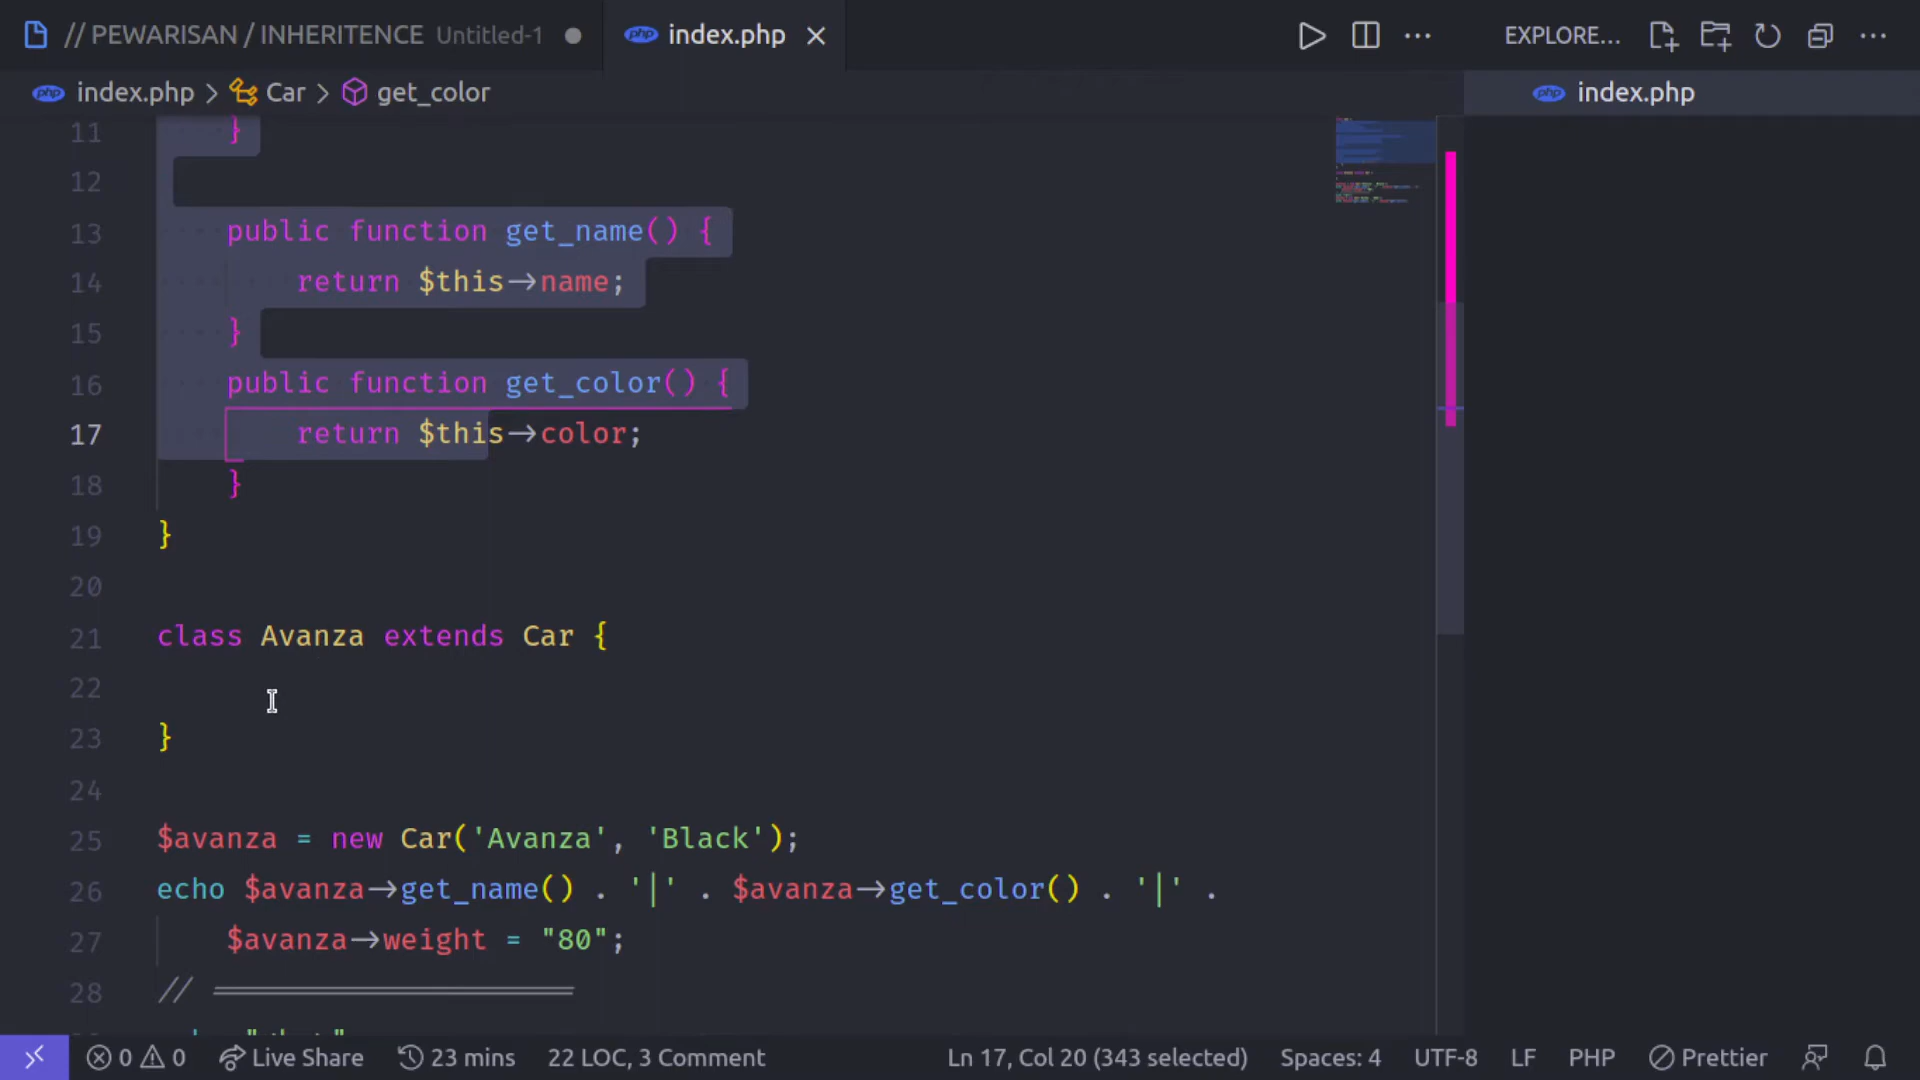 // PEWARISAN / INHERITENCE Untitled-1
php index.php
EXPLORE...
php index.php > Car > get_color
php index.php
11 }
12
13 public function get_name() {
14 return $this->name;
15 }
16 public function get_color() {
17 return $this->color;
18 }
19 }
20
21 class Avanza extends Car {
22
23 }
24
25 $avanza = new Car('Avanza', 'Black');
26 echo $avanza->get_name() . '|' . $avanza->get_color() . '|' .
27 $avanza->weight = "80";
28 // =====================
0 0 Live Share 23 mins 22 LOC, 3 Comment Ln 17, Col 20 (343 selected) Spaces: 4 UTF-8 LF PHP Prettier